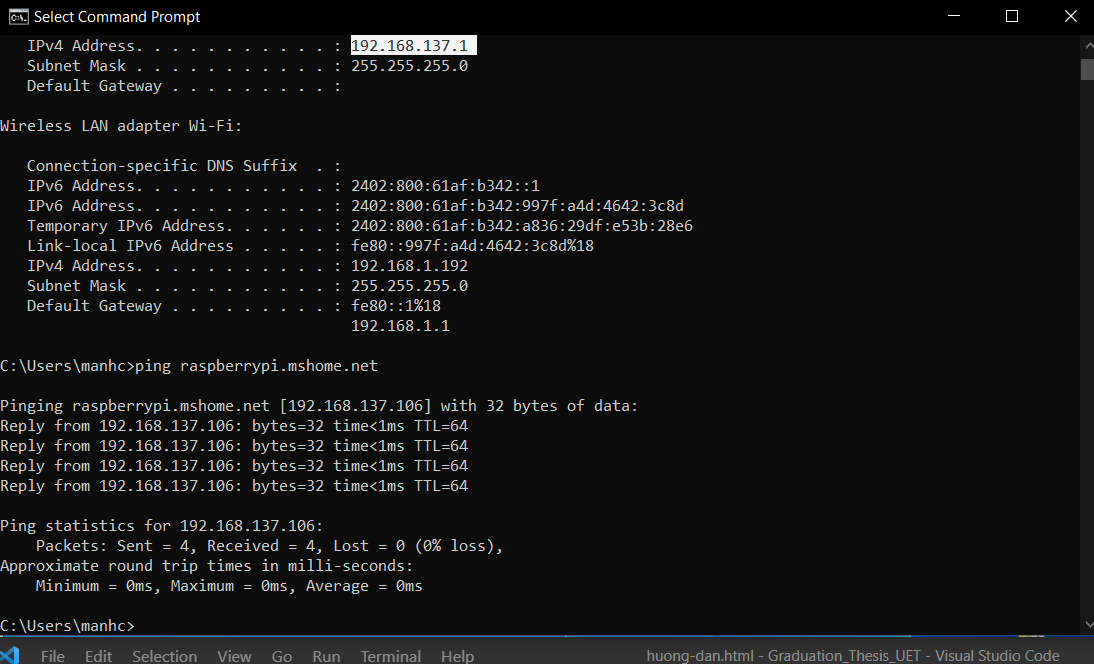 Select Command Prompt
IPv4 Address. . . . . . . . . . . : 192.168.137.1
Subnet Mask . . . . . . . . . . . : 255.255.255.0
Default Gateway . . . . . . . . . :
Wireless LAN adapter Wi-Fi:
Connection-specific DNS Suffix  . :
IPv6 Address. . . . . . . . . . . : 2402:800:61af:b342::1
IPv6 Address. . . . . . . . . . . : 2402:800:61af:b342:997f:a4d:4642:3c8d
Temporary IPv6 Address. . . . . . : 2402:800:61af:b342:a836:29df:e53b:28e6
Link-local IPv6 Address . . . . . : fe80::997f:a4d:4642:3c8d%18
IPv4 Address. . . . . . . . . . . : 192.168.1.192
Subnet Mask . . . . . . . . . . . : 255.255.255.0
Default Gateway . . . . . . . . . : fe80::1%18
192.168.1.1
C:\Users\manhc>ping raspberrypi.mshome.net
Pinging raspberrypi.mshome.net [192.168.137.106] with 32 bytes of data:
Reply from 192.168.137.106: bytes=32 time<1ms TTL=64
Reply from 192.168.137.106: bytes=32 time<1ms TTL=64
Reply from 192.168.137.106: bytes=32 time<1ms TTL=64
Reply from 192.168.137.106: bytes=32 time<1ms TTL=64
Ping statistics for 192.168.137.106:
Packets: Sent = 4, Received = 4, Lost = 0 (0% loss),
Approximate round trip times in milli-seconds:
Minimum = 0ms, Maximum = 0ms, Average = 0ms
C:\Users\manhc>
File Edit Selection View Go Run Terminal Help huong-dan.html - Graduation_Thesis_UET - Visual Studio Code